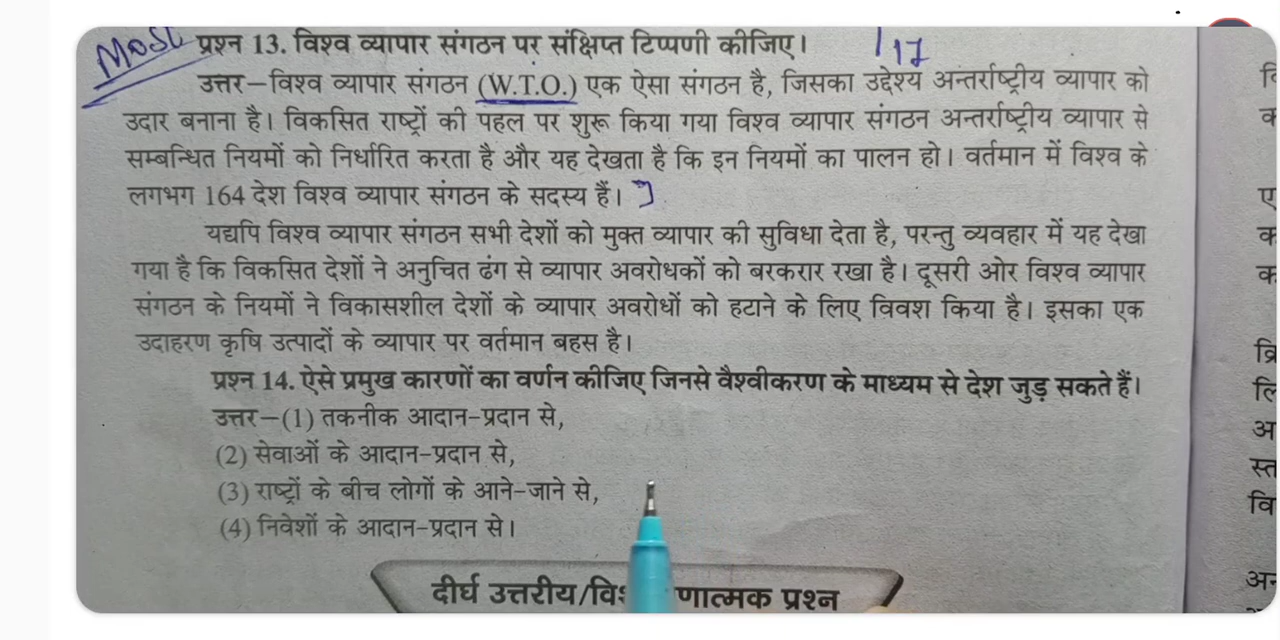 Most प्रश्न 13. विश्व व्यापार संगठन पर संक्षिप्त टिप्पणी कीजिए। 17
उत्तर–विश्व व्यापार संगठन (W.T.O.) एक ऐसा संगठन है, जिसका उद्देश्य अन्तर्राष्ट्रीय व्यापार को
उदार बनाना है। विकसित राष्ट्रों की पहल पर शुरू किया गया विश्व व्यापार संगठन अन्तर्राष्ट्रीय व्यापार से
सम्बन्धित नियमों को निर्धारित करता है और यह देखता है कि इन नियमों का पालन हो। वर्तमान में विश्व के
लगभग 164 देश विश्व व्यापार संगठन के सदस्य हैं।
यद्यपि विश्व व्यापार संगठन सभी देशों को मुक्त व्यापार की सुविधा देता है, परन्तु व्यवहार में यह देखा
गया है कि विकसित देशों ने अनुचित ढंग से व्यापार अवरोधकों को बरकरार रखा है। दूसरी ओर विश्व व्यापार
संगठन के नियमों ने विकासशील देशों के व्यापार अवरोधों को हटाने के लिए विवश किया है। इसका एक
उदाहरण कृषि उत्पादों के व्यापार पर वर्तमान बहस है।
प्रश्न 14. ऐसे प्रमुख कारणों का वर्णन कीजिए जिनसे वैश्वीकरण के माध्यम से देश जुड़ सकते हैं।
उत्तर–(1) तकनीक आदान-प्रदान से,
(2) सेवाओं के आदान-प्रदान से,
(3) राष्ट्रों के बीच लोगों के आने-जाने से,
(4) निवेशों के आदान-प्रदान से।
दीर्घ उत्तरीय/ प्रश्न